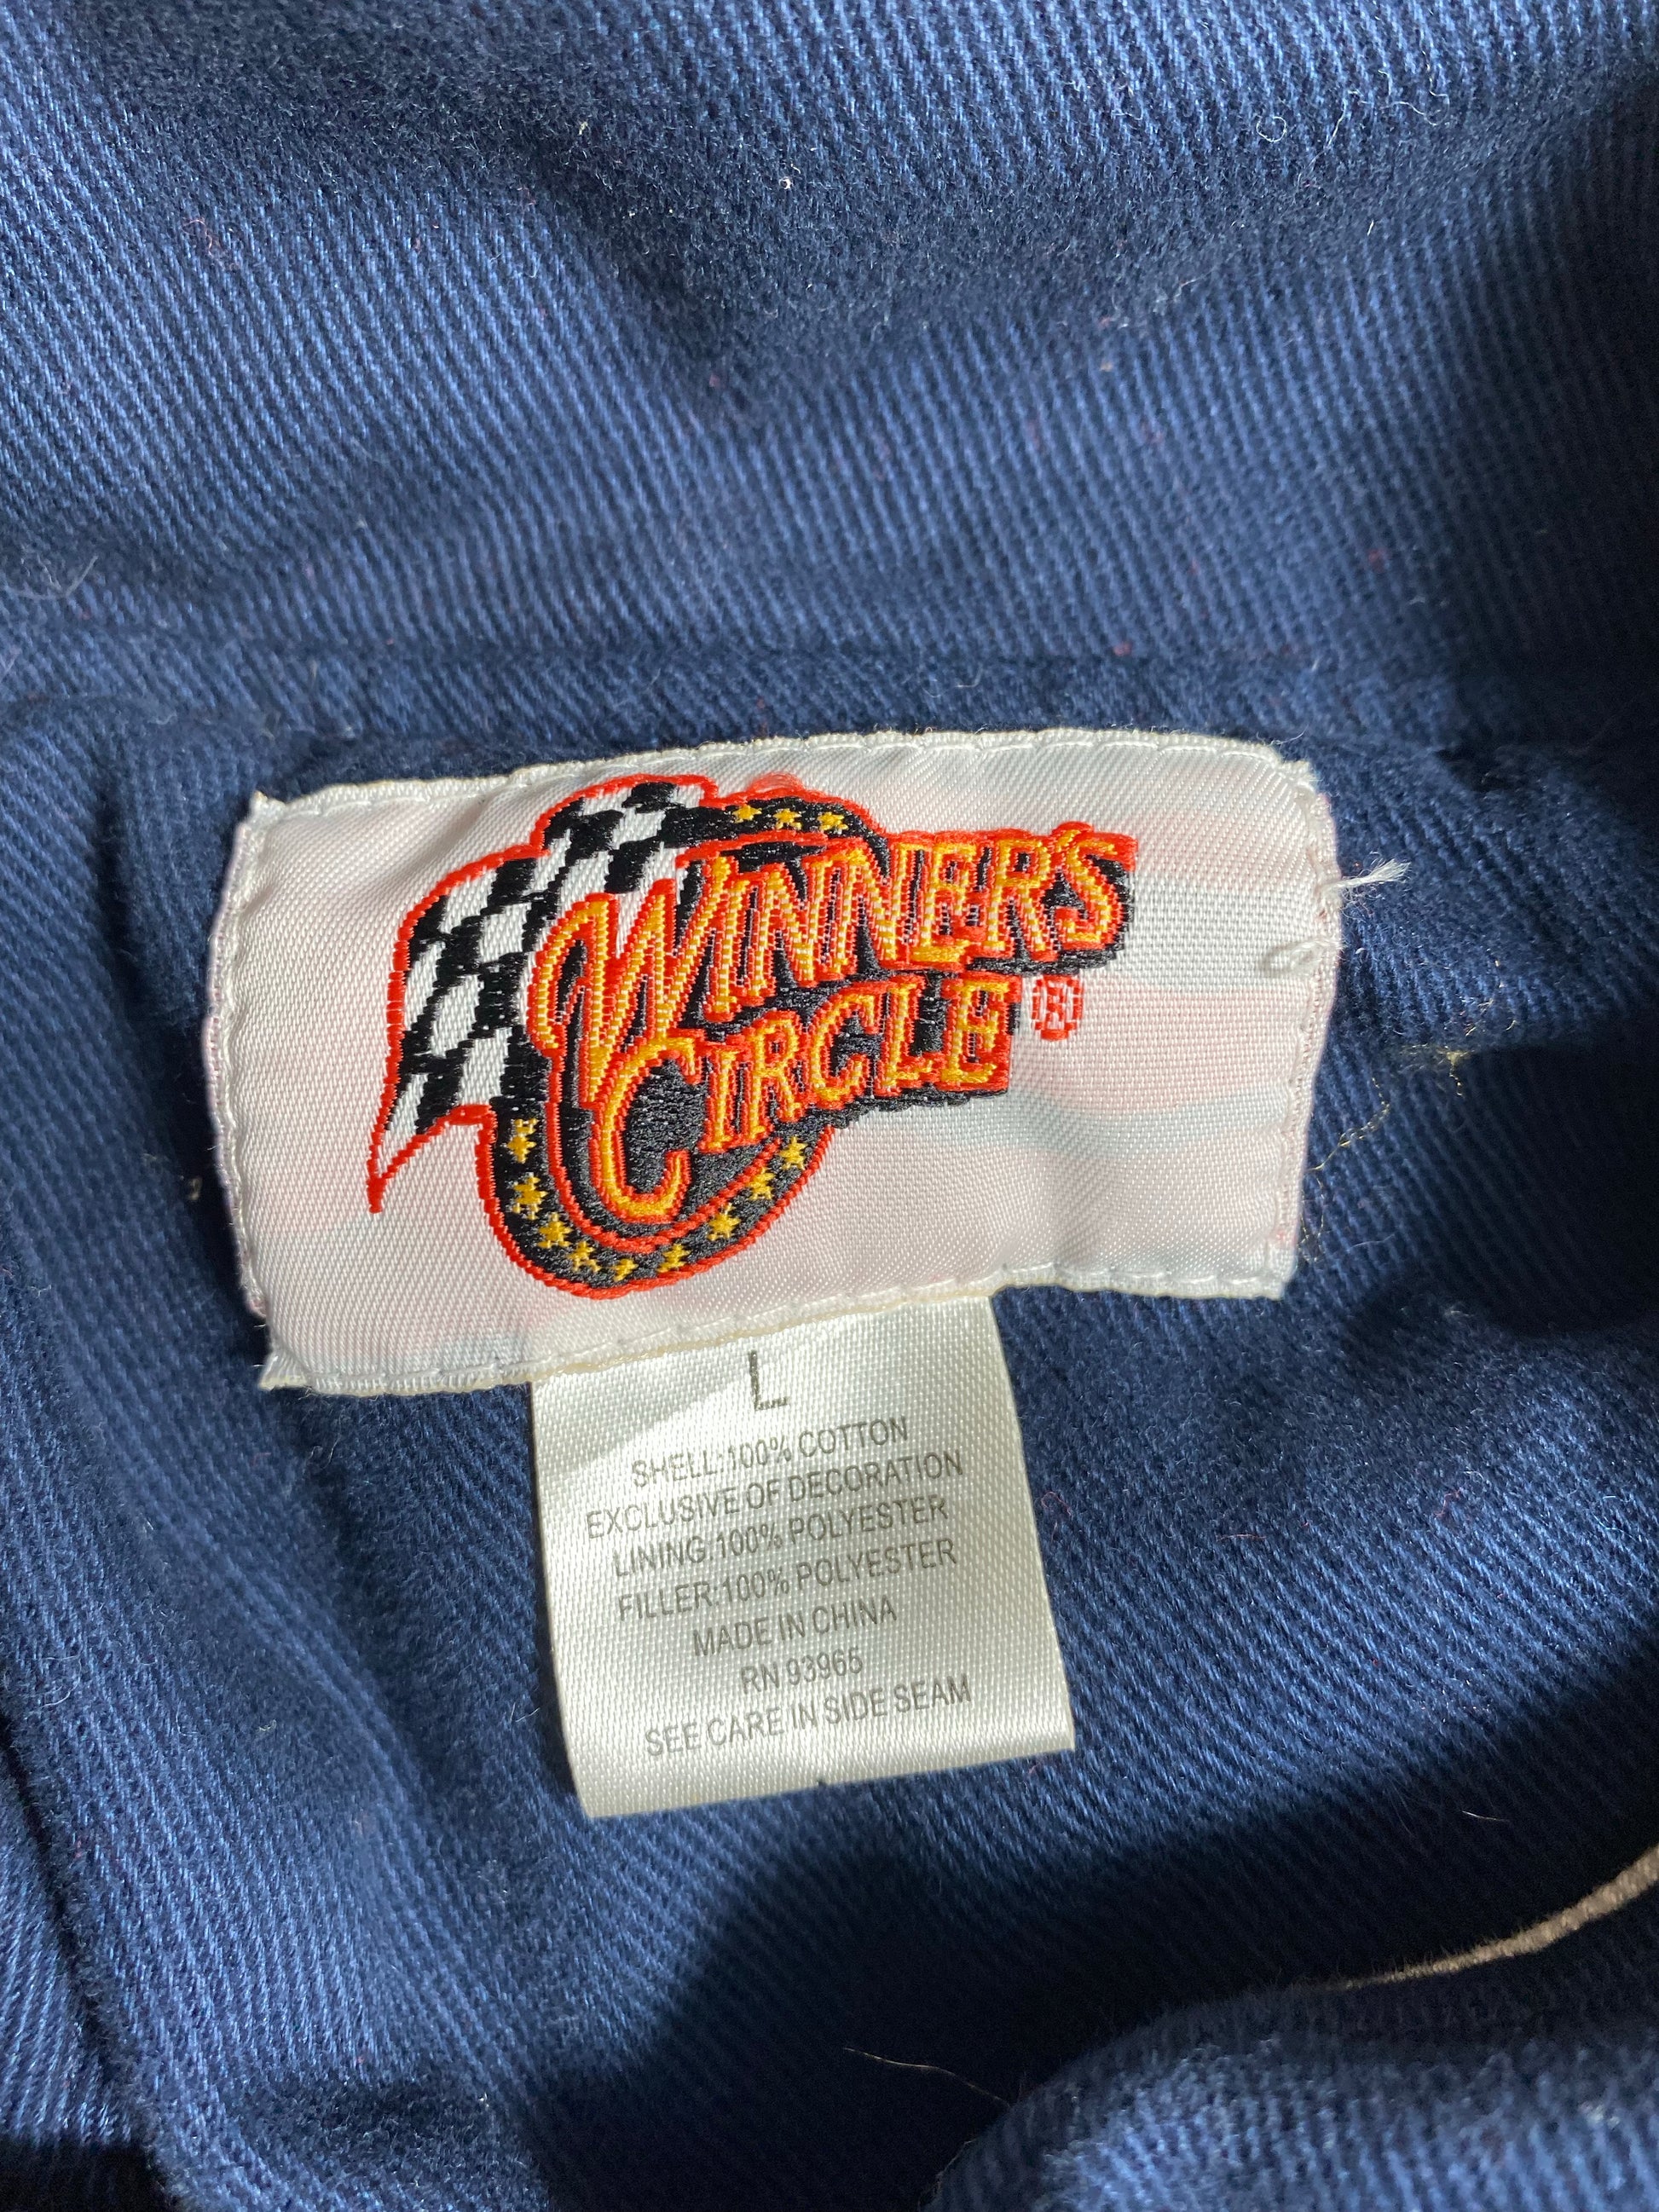 WINNER'S
CIRCLE®
L
SHELL:100% COTTON
EXCLUSIVE OF DECORATION
LINING:100% POLYESTER
FILLER:100% POLYESTER
MADE IN CHINA
RN 93965
SEE CARE IN SIDE SEAM